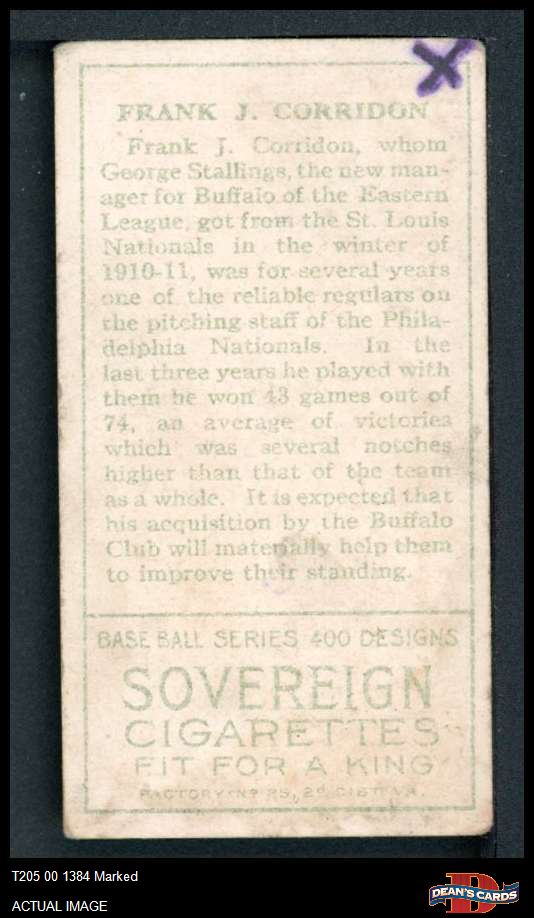 X
FRANK J. CORRIDON
Frank J. Corridon, whom
George Stallings, the new man-
ager for Buffalo of the Eastern
League, got from the St. Louis
Nationals in the winter of
1910-11, was for several years
one of the reliable regulars on
the pitching staff of the Phila-
delphia Nationals. In the
last three years he played with
them he won 43 games out of
74, an average of victories
which was several notches
higher than that of the team
as a whole. It is expected that
his acquisition by the Buffalo
Club will materially help them
to improve their standing.
BASE BALL SERIES 400 DESIGNS
SOVEREIGN
CIGARETTES
FIT FOR A KING
FACTORY Nº 25, 2D DIST. VA.
T205 00 1384 Marked
ACTUAL IMAGE
D
DEAN'S CARDS